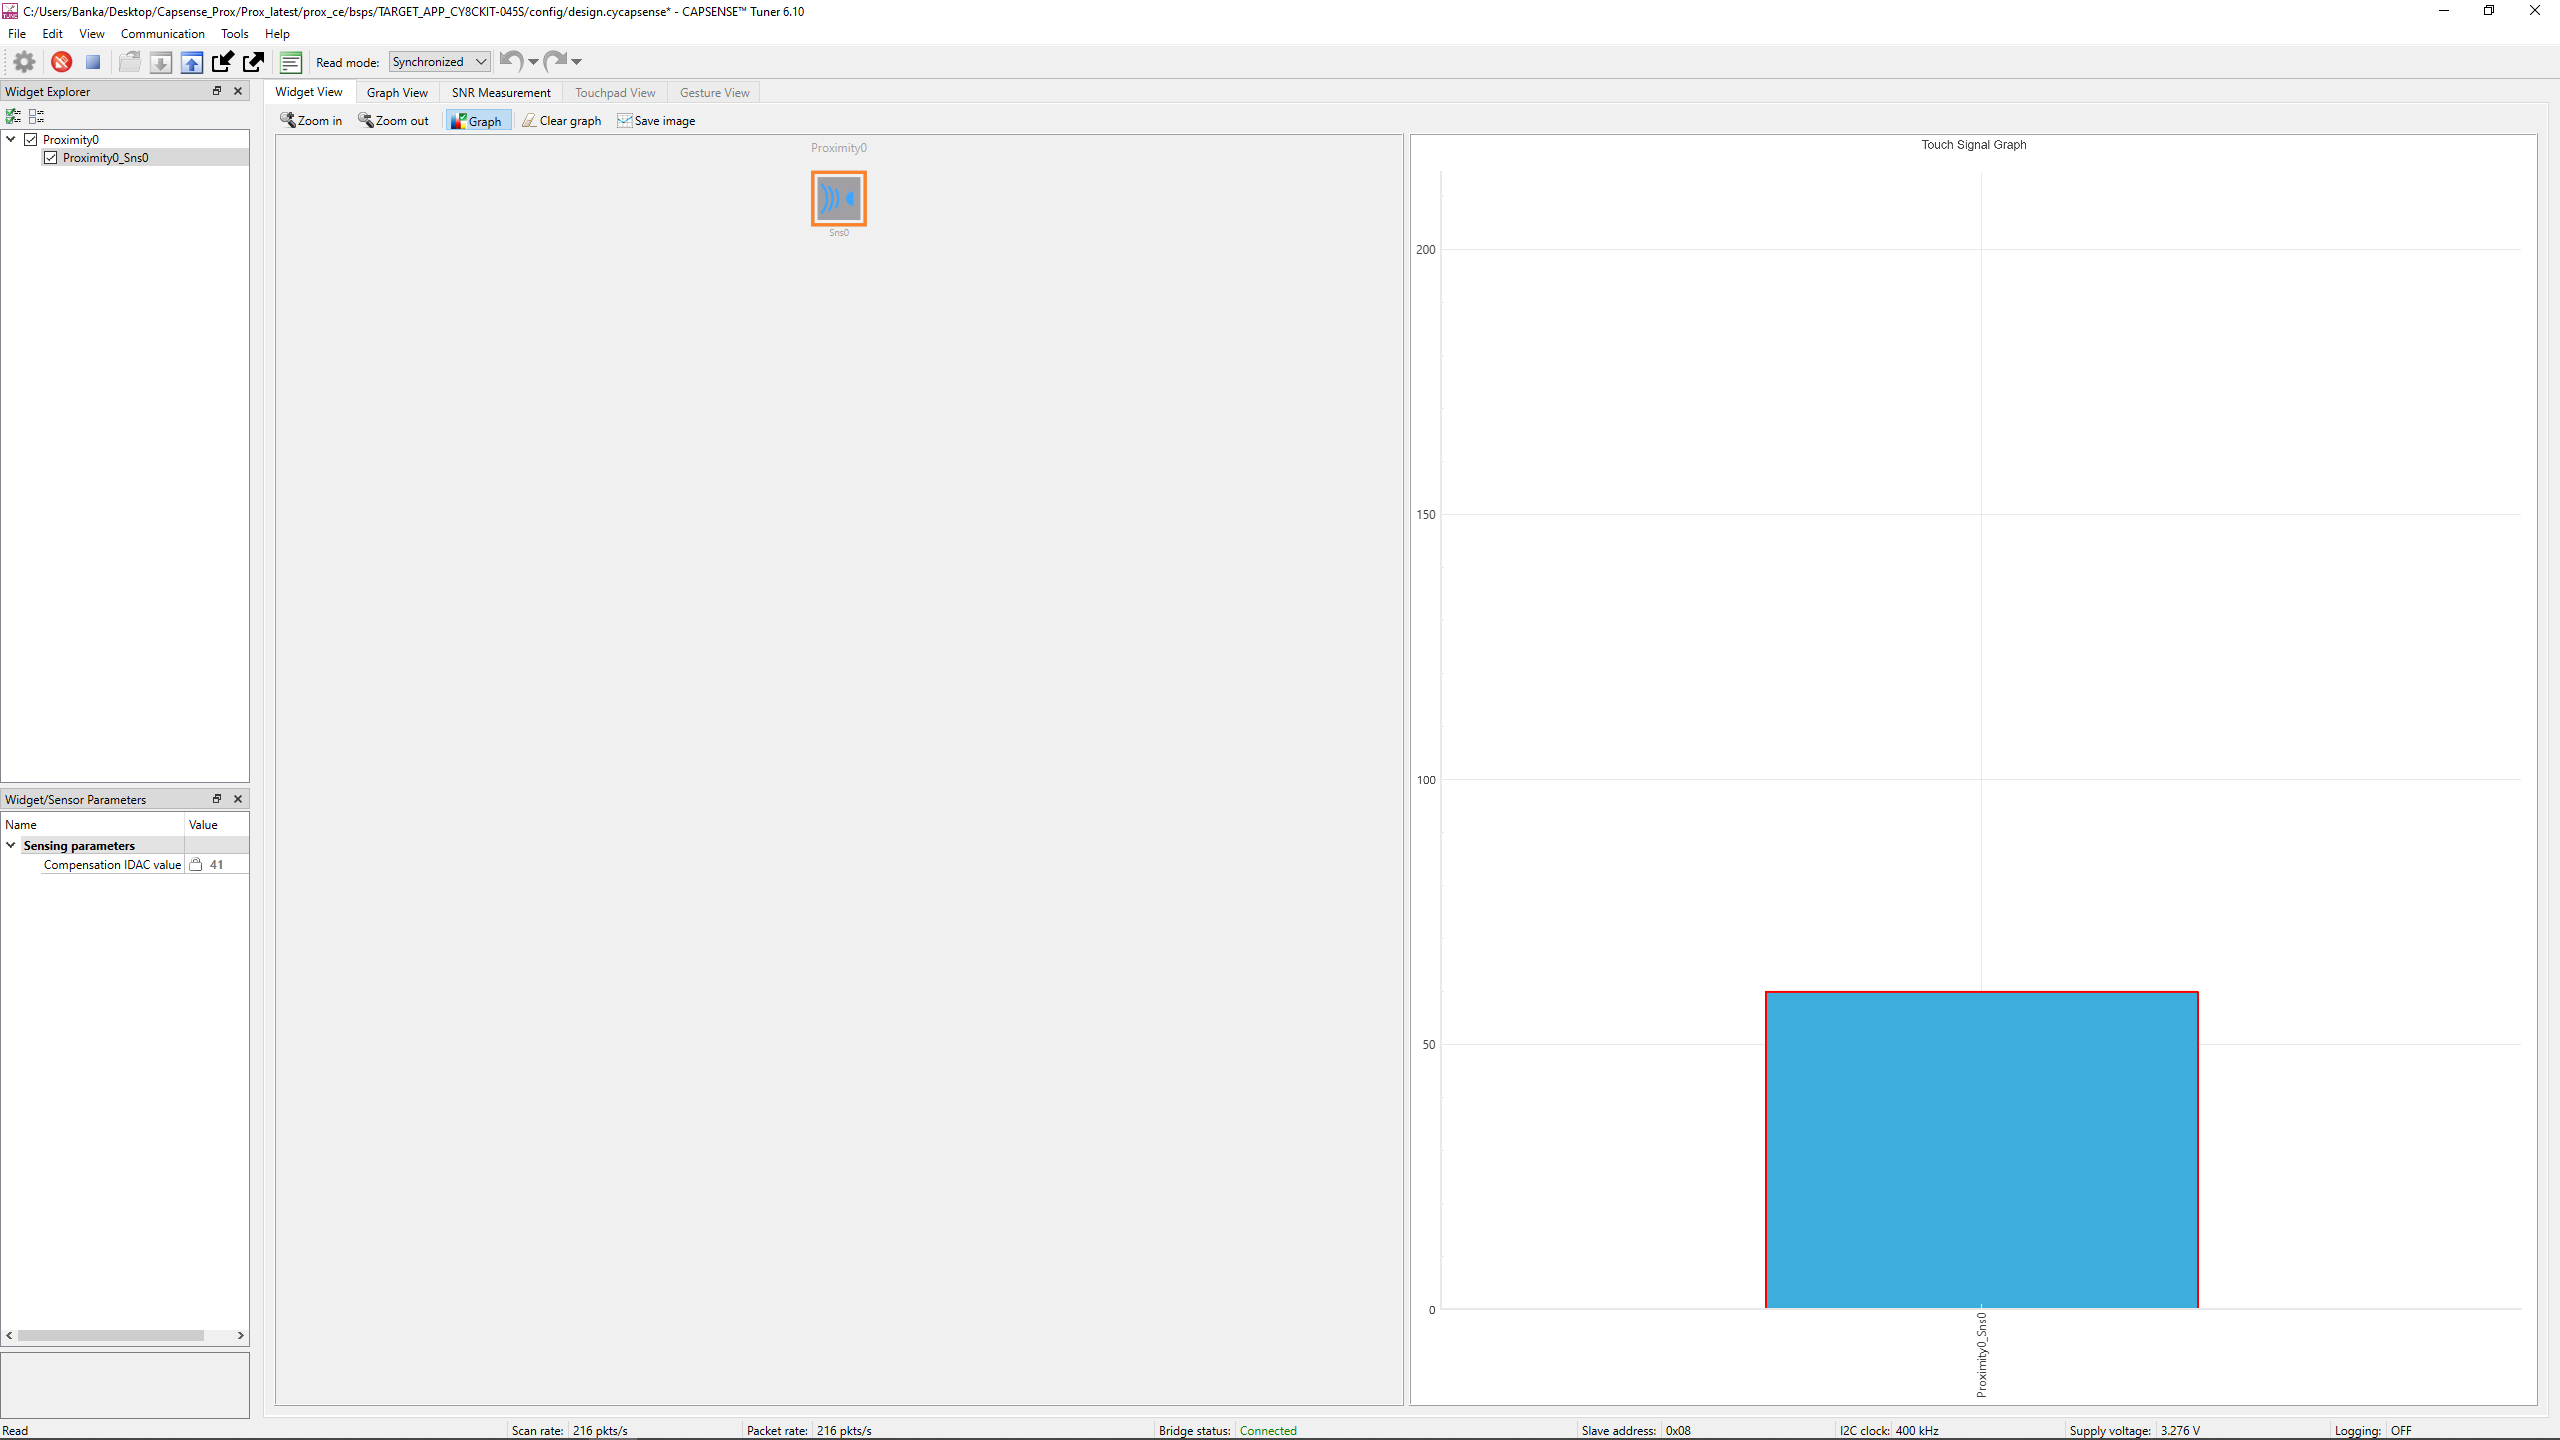 C:/Users/Banka/Desktop/Capsense_Prox/Prox_latest/prox_ce/bsps/TARGET_APP_CY8CKIT-045S/config/design.cycapsense* - CAPSENSE™ Tuner 6.10
File Edit View Communication Tools Help
Read mode: Synchronized
Widget Explorer
Proximity0
Proximity0_Sns0
Widget/Sensor Parameters
Name Value
Sensing parameters
Compensation IDAC value 41
Widget View Graph View SNR Measurement Touchpad View Gesture View
Zoom in Zoom out Graph Clear graph Save image
Proximity0
Sns0
Touch Signal Graph
200
150
100
50
0
Proximity0_Sns0
Read Scan rate: 216 pkts/s Packet rate: 216 pkts/s Bridge status: Connected Slave address: 0x08 I2C clock: 400 kHz Supply voltage: 3.276 V Logging: OFF